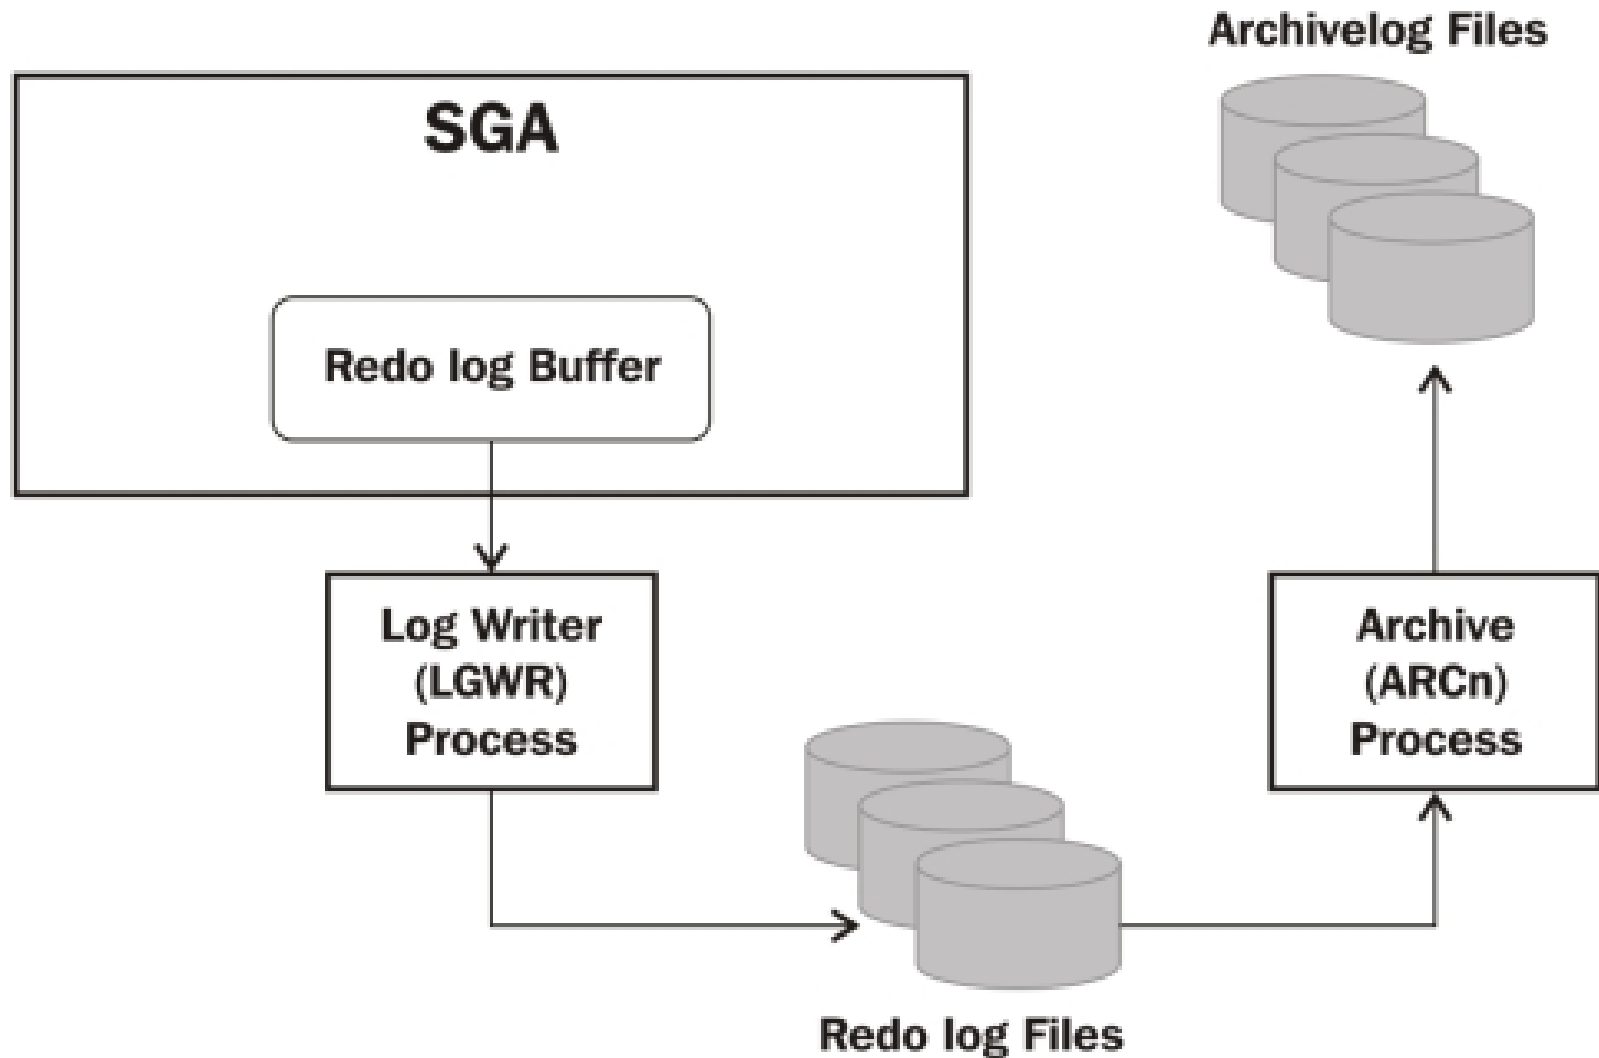 Archivelog Files
SGA
Redo log Buffer
Log Writer
(LGWR)
Process
Archive
(ARCn)
Process
Redo log Files